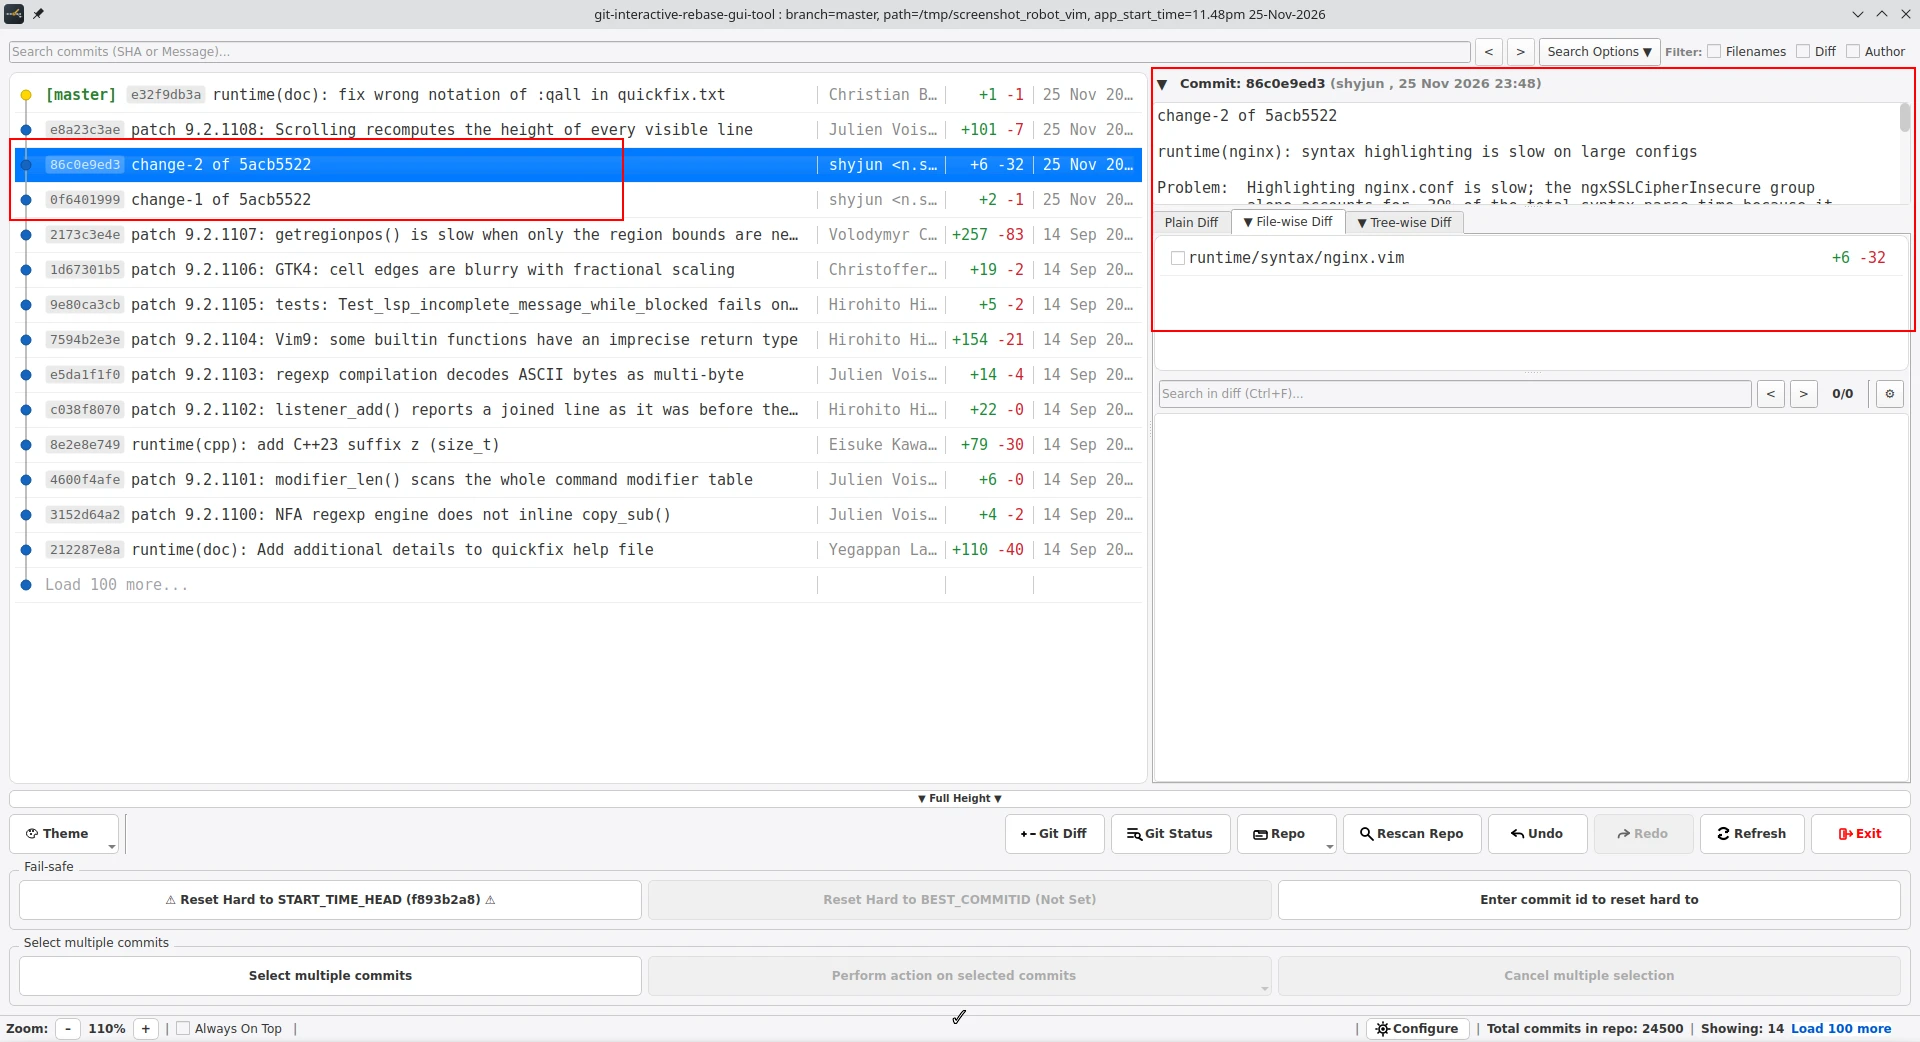 git-interactive-rebase-gui-tool : branch=master, path=/tmp/screenshot_robot_vim, app_start_time=11.48pm 25-Nov-2026
Search commits (SHA or Message)...
< > Search Options ▼ Filter: Filenames Diff Author
[master] e32f9db3a runtime(doc): fix wrong notation of :qall in quickfix.txt Christian B… +1 -1 25 Nov 20…
e8a23c3ae patch 9.2.1108: Scrolling recomputes the height of every visible line Julien Vois… +101 -7 25 Nov 20…
86c0e9ed3 change-2 of 5acb5522 shyjun <n.s… +6 -32 25 Nov 20…
0f6401999 change-1 of 5acb5522 shyjun <n.s… +2 -1 25 Nov 20…
2173c3e4e patch 9.2.1107: getregionpos() is slow when only the region bounds are ne… Volodymyr C… +257 -83 14 Sep 20…
1d67301b5 patch 9.2.1106: GTK4: cell edges are blurry with fractional scaling Christoffer… +19 -2 14 Sep 20…
9e80ca3cb patch 9.2.1105: tests: Test_lsp_incomplete_message_while_blocked fails on… Hirohito Hi… +5 -2 14 Sep 20…
7594b2e3e patch 9.2.1104: Vim9: some builtin functions have an imprecise return type Hirohito Hi… +154 -21 14 Sep 20…
e5da1f1f0 patch 9.2.1103: regexp compilation decodes ASCII bytes as multi-byte Julien Vois… +14 -4 14 Sep 20…
c038f8070 patch 9.2.1102: listener_add() reports a joined line as it was before the… Hirohito Hi… +22 -0 14 Sep 20…
8e2e8e749 runtime(cpp): add C++23 suffix z (size_t) Eisuke Kawa… +79 -30 14 Sep 20…
4600f4afe patch 9.2.1101: modifier_len() scans the whole command modifier table Julien Vois… +6 -0 14 Sep 20…
3152d64a2 patch 9.2.1100: NFA regexp engine does not inline copy_sub() Julien Vois… +4 -2 14 Sep 20…
212287e8a runtime(doc): Add additional details to quickfix help file Yegappan La… +110 -40 14 Sep 20…
Load 100 more...
▼ Commit: 86c0e9ed3 (shyjun , 25 Nov 2026 23:48)
change-2 of 5acb5522
runtime(nginx): syntax highlighting is slow on large configs
Problem: Highlighting nginx.conf is slow; the ngxSSLCipherInsecure group
alone accounts for ~30% of the total syntax parse time because it
Plain Diff ▼ File-wise Diff ▼ Tree-wise Diff
runtime/syntax/nginx.vim +6 -32
Search in diff (Ctrl+F)... < > 0/0
▼ Full Height ▼
Theme +- Git Diff Git Status Repo Rescan Repo Undo Redo Refresh Exit
Fail-safe
⚠ Reset Hard to START_TIME_HEAD (f893b2a8) ⚠ Reset Hard to BEST_COMMITID (Not Set) Enter commit id to reset hard to
Select multiple commits
Select multiple commits Perform action on selected commits Cancel multiple selection
Zoom: - 110% + | Always On Top | | Configure | Total commits in repo: 24500 | Showing: 14 Load 100 more